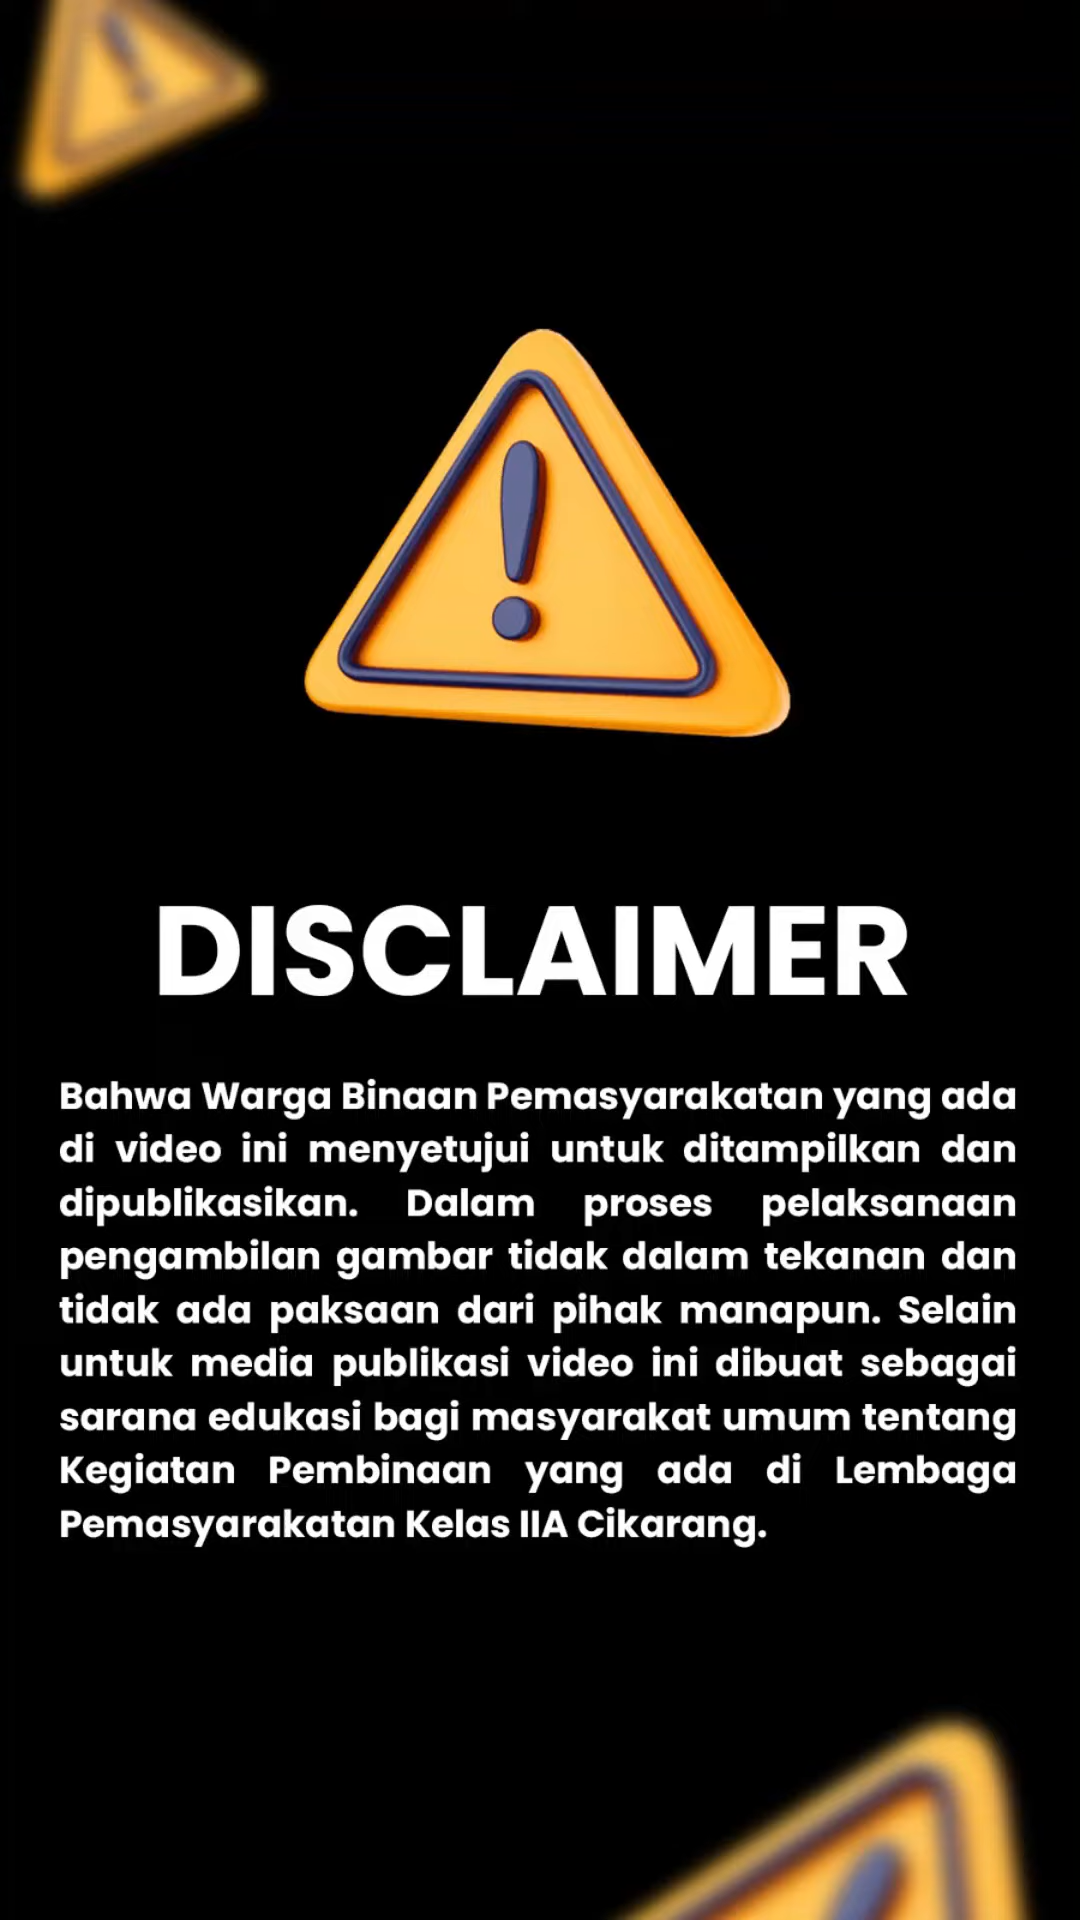 DISCLAIMER
Bahwa Warga Binaan Pemasyarakatan yang ada
di video ini menyetujui untuk ditampilkan dan
dipublikasikan. Dalam proses pelaksanaan
pengambilan gambar tidak dalam tekanan dan
tidak ada paksaan dari pihak manapun. Selain
untuk media publikasi video ini dibuat sebagai
sarana edukasi bagi masyarakat umum tentang
Kegiatan Pembinaan yang ada di Lembaga
Pemasyarakatan Kelas IIA Cikarang.